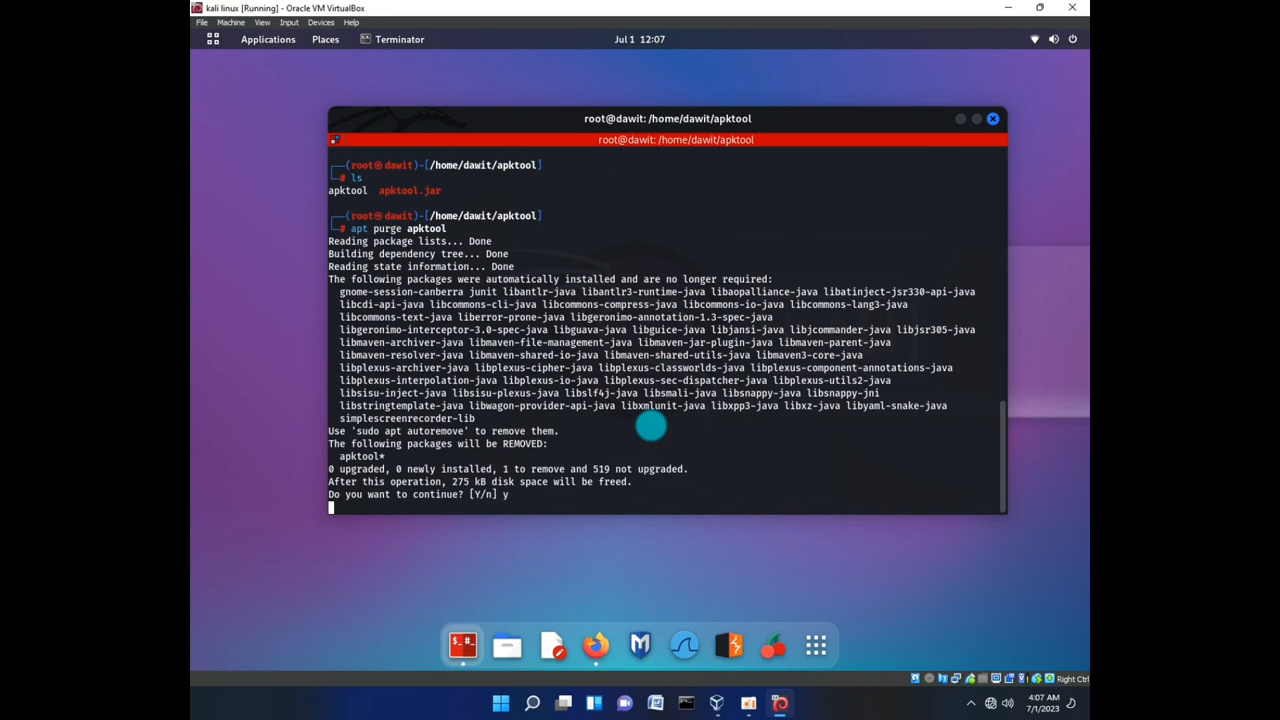 kali linux [Running] - Oracle VM VirtualBox
File Machine View Input Devices Help
Applications Places Terminator Jul 1 12:07
root@dawit: /home/dawit/apktool
root@dawit: /home/dawit/apktool
┌──(root㉿dawit)-[/home/dawit/apktool]
└─# ls
apktool apktool.jar
┌──(root㉿dawit)-[/home/dawit/apktool]
└─# apt purge apktool
Reading package lists... Done
Building dependency tree... Done
Reading state information... Done
The following packages were automatically installed and are no longer required:
gnome-session-canberra junit libantlr-java libantlr3-runtime-java libaopalliance-java libatinject-jsr330-api-java
libcdi-api-java libcommons-cli-java libcommons-compress-java libcommons-io-java libcommons-lang3-java
libcommons-text-java liberror-prone-java libgeronimo-annotation-1.3-spec-java
libgeronimo-interceptor-3.0-spec-java libguava-java libguice-java libjansi-java libjcommander-java libjsr305-java
libmaven-archiver-java libmaven-file-management-java libmaven-jar-plugin-java libmaven-parent-java
libmaven-resolver-java libmaven-shared-io-java libmaven-shared-utils-java libmaven3-core-java
libplexus-archiver-java libplexus-cipher-java libplexus-classworlds-java libplexus-component-annotations-java
libplexus-interpolation-java libplexus-io-java libplexus-sec-dispatcher-java libplexus-utils2-java
libsisu-inject-java libsisu-plexus-java libslf4j-java libsmali-java libsnappy-java libsnappy-jni
libstringtemplate-java libwagon-provider-api-java libxmlunit-java libxpp3-java libxz-java libyaml-snake-java
simplescreenrecorder-lib
Use 'sudo apt autoremove' to remove them.
The following packages will be REMOVED:
apktool*
0 upgraded, 0 newly installed, 1 to remove and 519 not upgraded.
After this operation, 275 kB disk space will be freed.
Do you want to continue? [Y/n] y
$_ #_
Right Ctrl
4:07 AM
7/1/2023